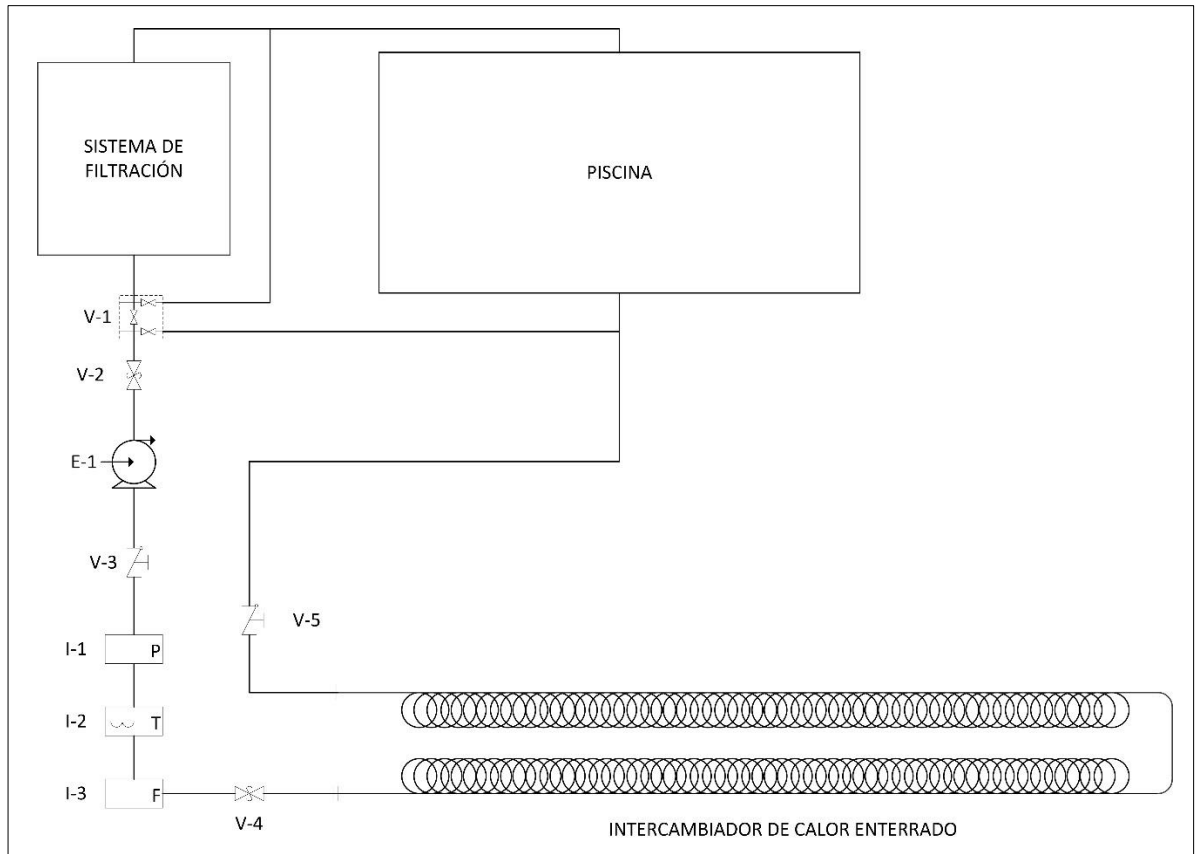 SISTEMA DE
FILTRACIÓN
PISCINA
V-1
V-2
E-1
V-3
V-5
I-1
P
I-2
T
I-3
F
V-4
INTERCAMBIADOR DE CALOR ENTERRADO